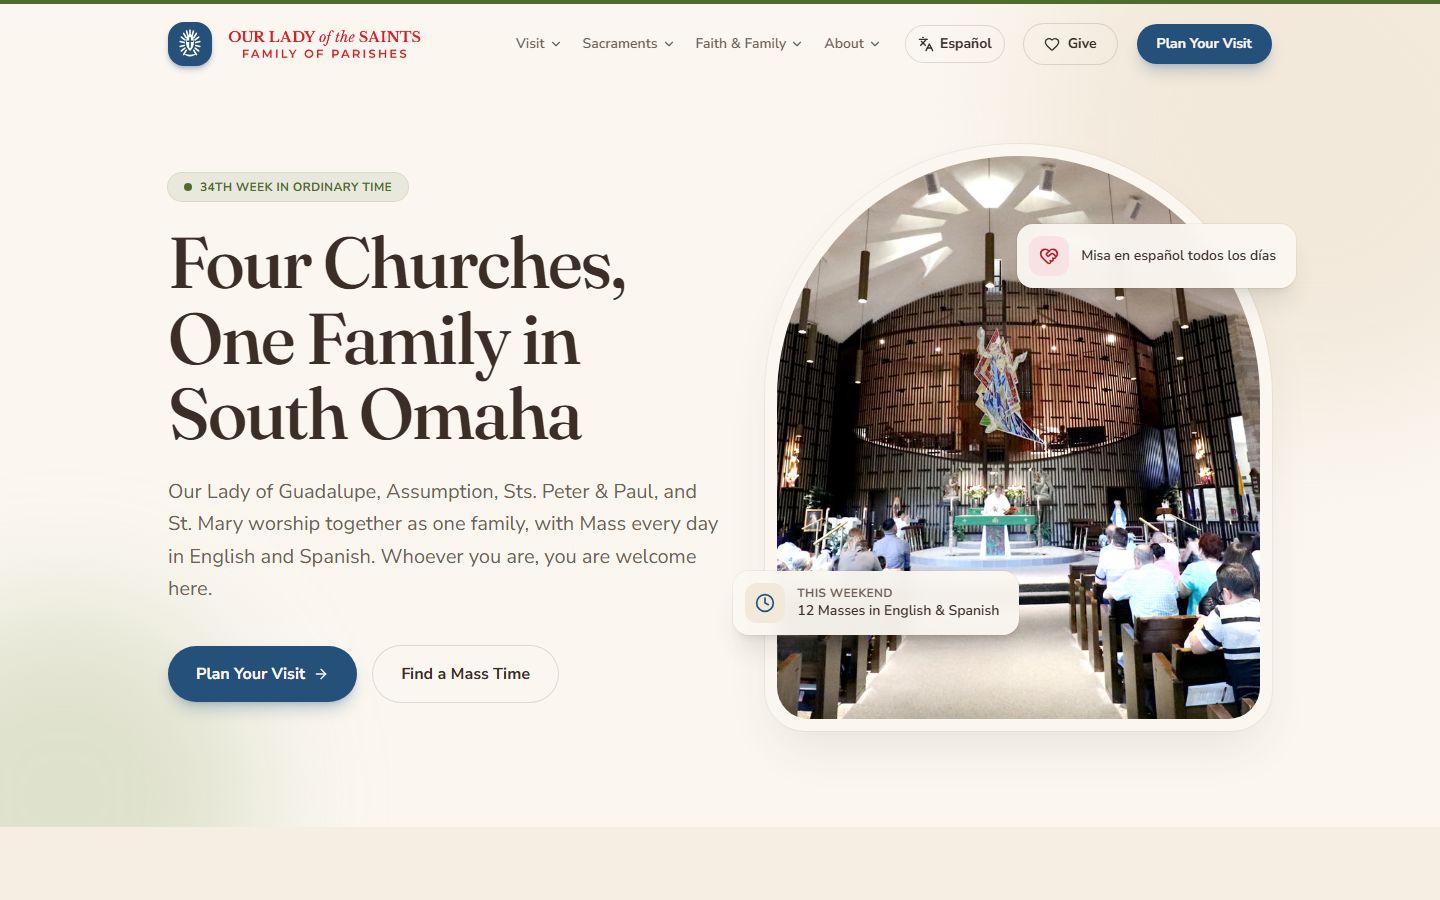 OUR LADY of the SAINTS
FAMILY OF PARISHES
Visit
Sacraments
Faith & Family
About
Español
Give
Plan Your Visit
34TH WEEK IN ORDINARY TIME
Four Churches,
One Family in
South Omaha
Our Lady of Guadalupe, Assumption, Sts. Peter & Paul, and
St. Mary worship together as one family, with Mass every day
in English and Spanish. Whoever you are, you are welcome
here.
Plan Your Visit
Find a Mass Time
Misa en español todos los días
THIS WEEKEND
12 Masses in English & Spanish